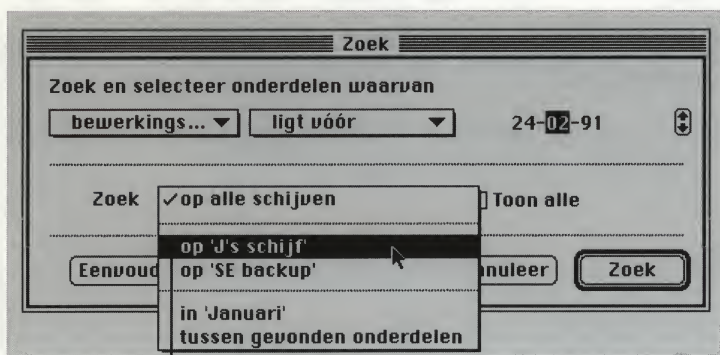 Zoek
Zoek en selecteer onderdelen waarvan
bewerkings... ▼ ligt vóór ▼ 24-02-91
Zoek ✓op alle schijven Toon alle
op 'J's schijf'
Eenvoud op 'SE backup' nnuleer Zoek
in 'Januari'
tussen gevonden onderdelen